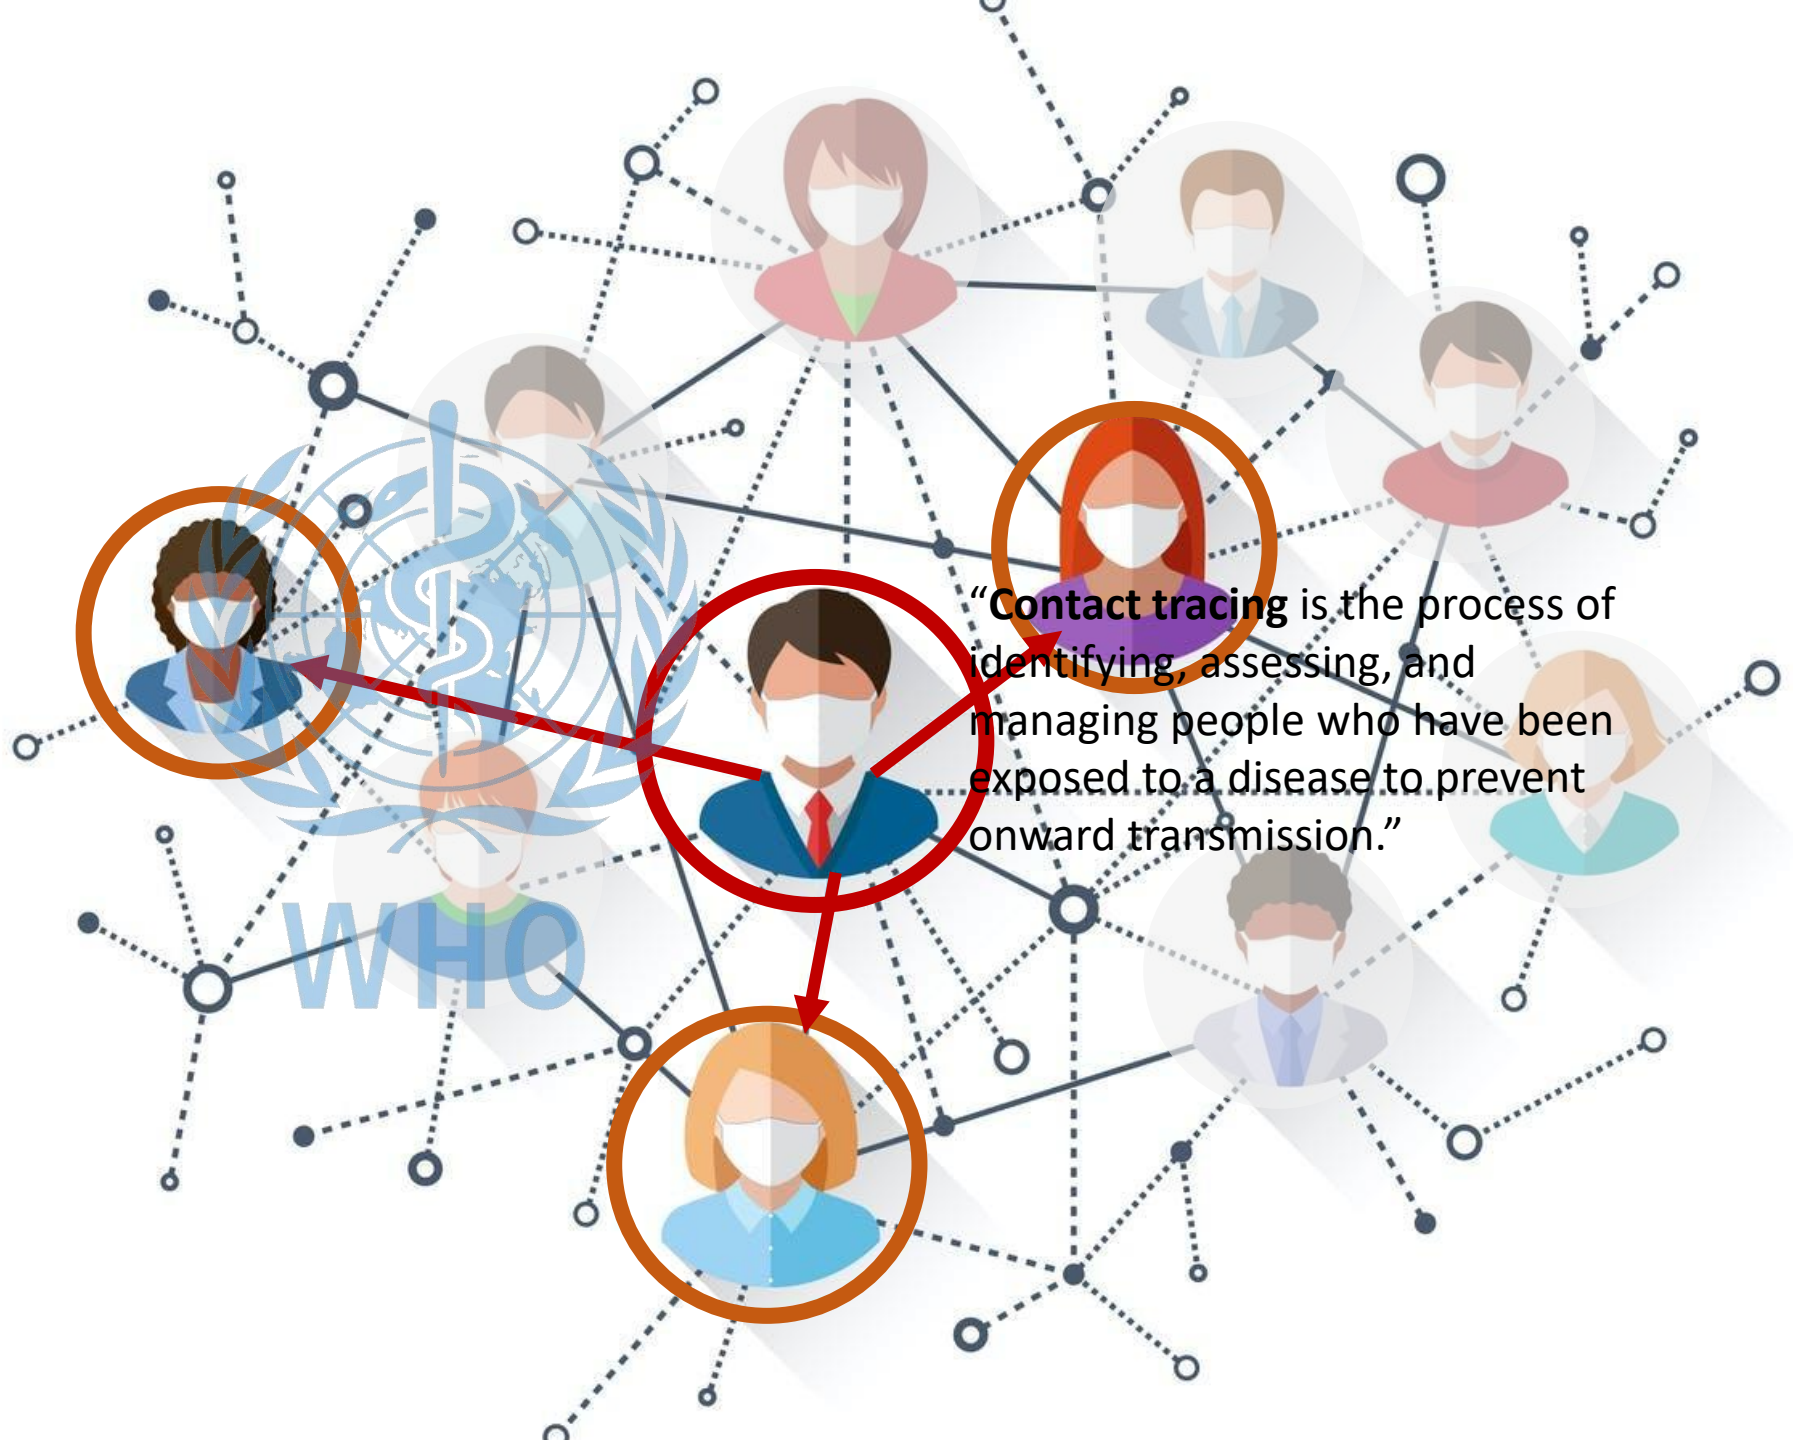 “Contact tracing is the process of
identifying, assessing, and
managing people who have been
exposed to a disease to prevent
onward transmission.”
WHO